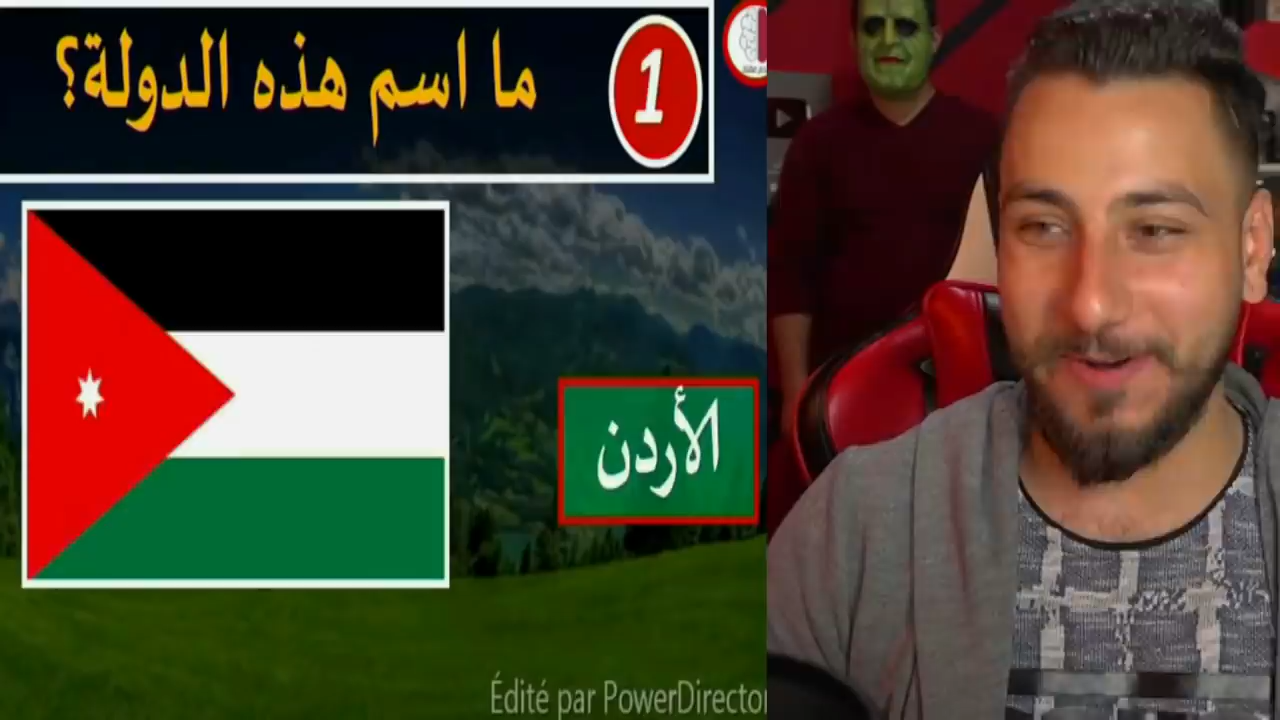 ما اسم هذه الدولة؟
1
الأردن
Édité par PowerDirector